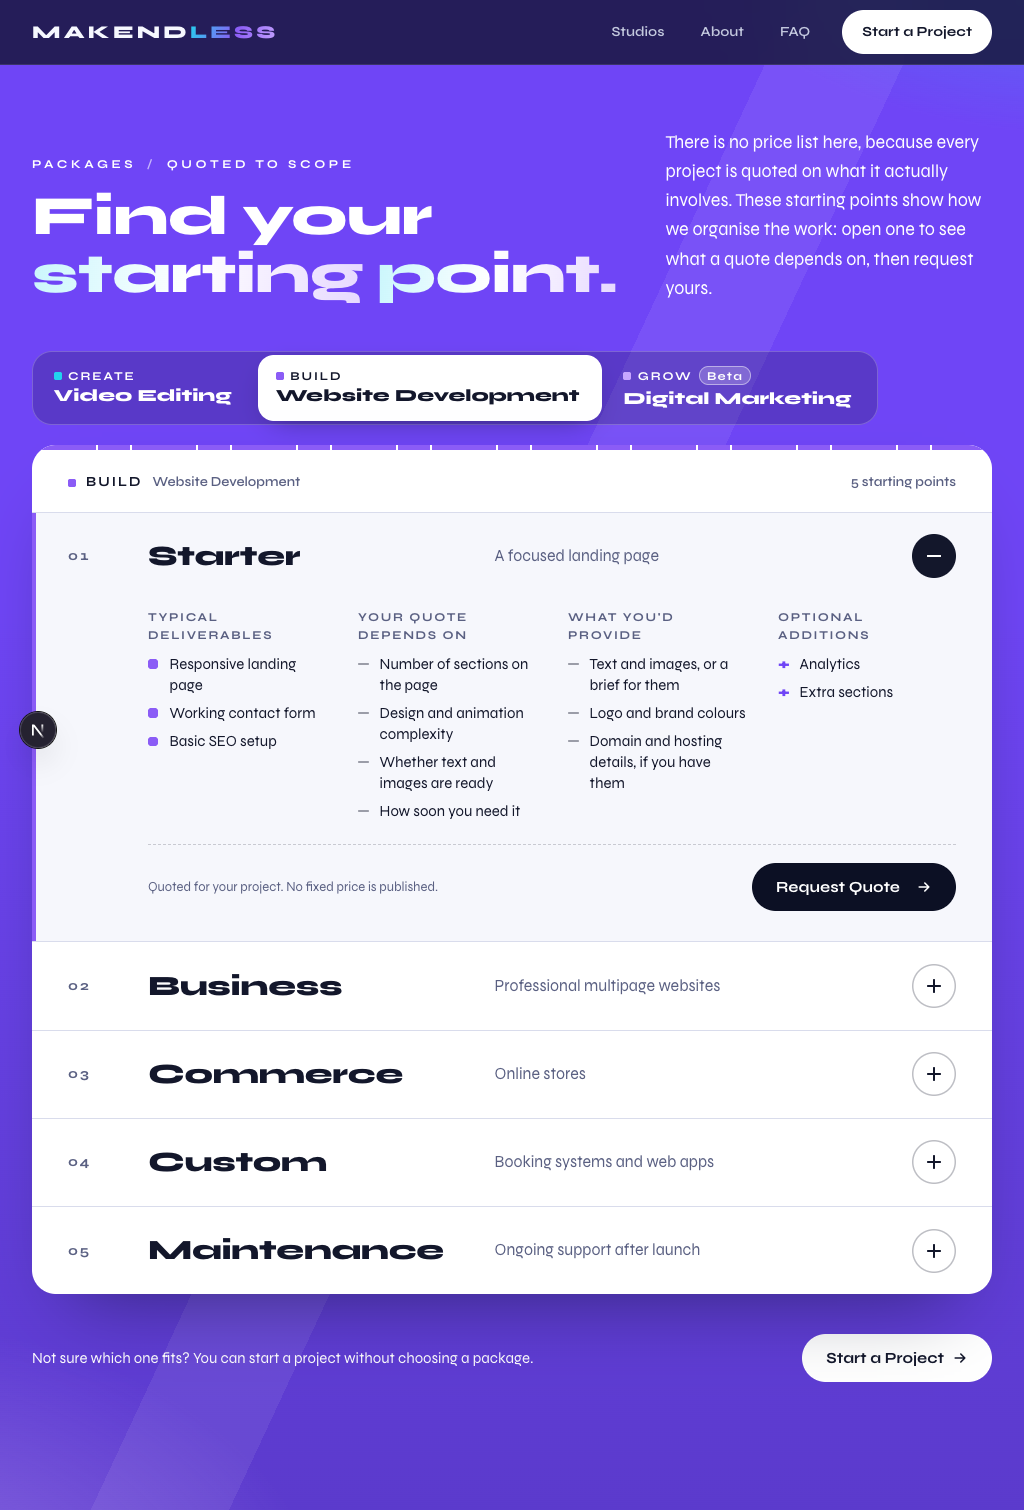 MAKENDLESS
Studios
About
FAQ
Start a Project
PACKAGES / QUOTED TO SCOPE
Find your
starting point.
There is no price list here, because every
project is quoted on what it actually
involves. These starting points show how
we organise the work: open one to see
what a quote depends on, then request
yours.
CREATE
Video Editing
BUILD
Website Development
GROW Beta
Digital Marketing
BUILD Website Development
5 starting points
01
Starter
A focused landing page
TYPICAL
DELIVERABLES
Responsive landing
page
Working contact form
Basic SEO setup
YOUR QUOTE
DEPENDS ON
Number of sections on
the page
Design and animation
complexity
Whether text and
images are ready
How soon you need it
WHAT YOU'D
PROVIDE
Text and images, or a
brief for them
Logo and brand colours
Domain and hosting
details, if you have
them
OPTIONAL
ADDITIONS
Analytics
Extra sections
N
Quoted for your project. No fixed price is published.
Request Quote →
02
Business
Professional multipage websites
03
Commerce
Online stores
04
Custom
Booking systems and web apps
05
Maintenance
Ongoing support after launch
Not sure which one fits? You can start a project without choosing a package.
Start a Project →